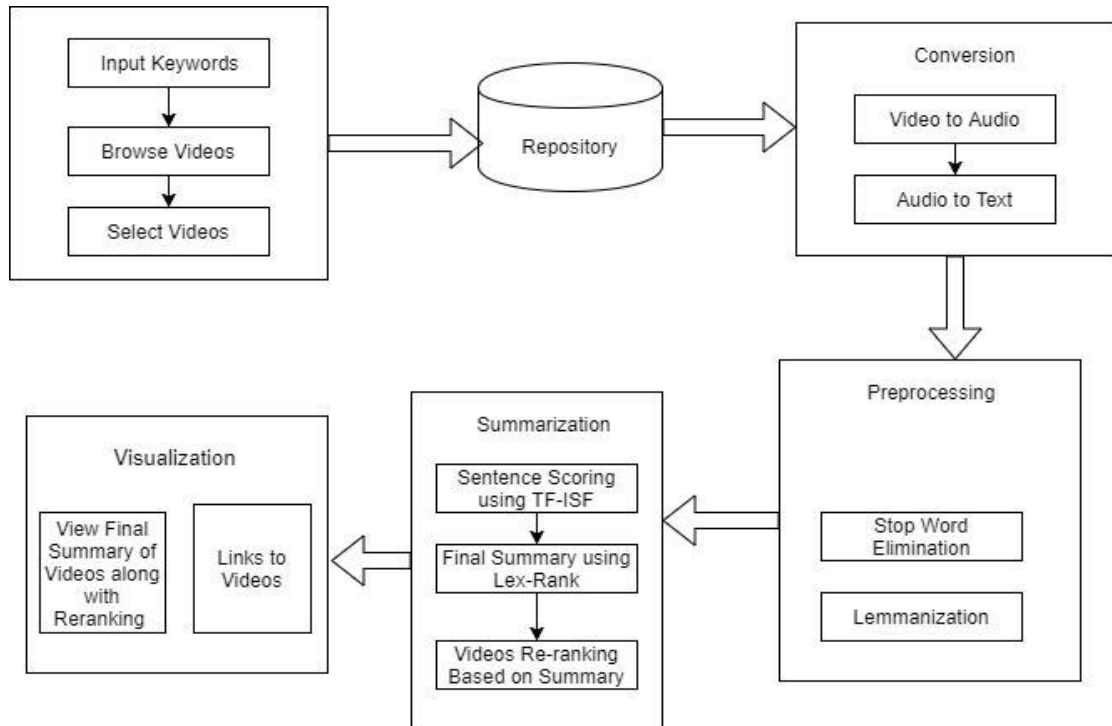 Input Keywords
Browse Videos
Select Videos
Repository
Conversion
Video to Audio
Audio to Text
Preprocessing
Stop Word
Elimination
Lemmanization
Summarization
Sentence Scoring
using TF-ISF
Final Summary using
Lex-Rank
Videos Re-ranking
Based on Summary
Visualization
View Final
Summary of
Videos along
with
Reranking
Links to
Videos